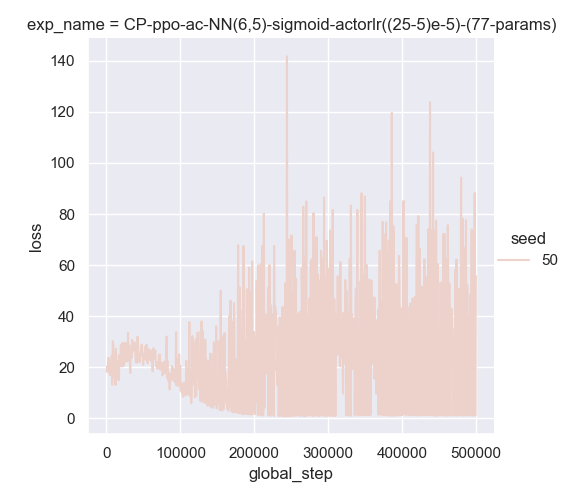 exp_name = CP-ppo-ac-NN(6,5)-sigmoid-actorlr((25-5)e-5)-(77-params)
140
120
100
80
60
40
20
0
loss
0 100000 200000 300000 400000 500000
global_step
seed
50